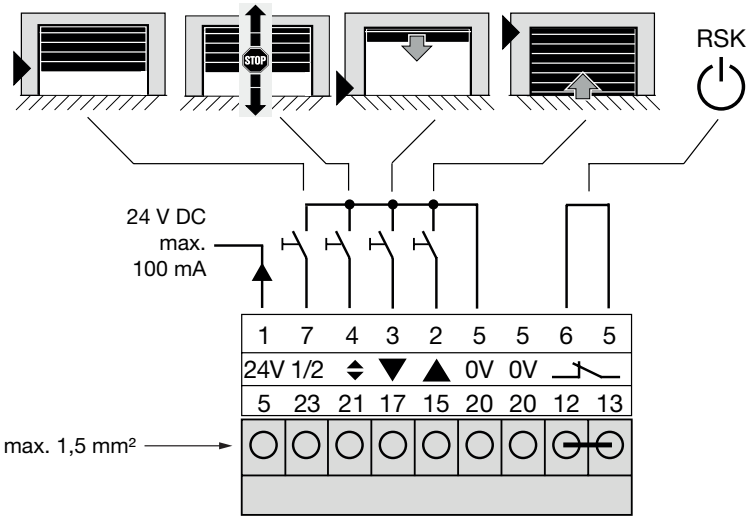 STOP
RSK
24 V DC
max.
100 mA
1 7 4 3 2 5 5 6 5
24V 1/2 0V 0V
5 23 21 17 15 20 20 12 13
max. 1,5 mm²